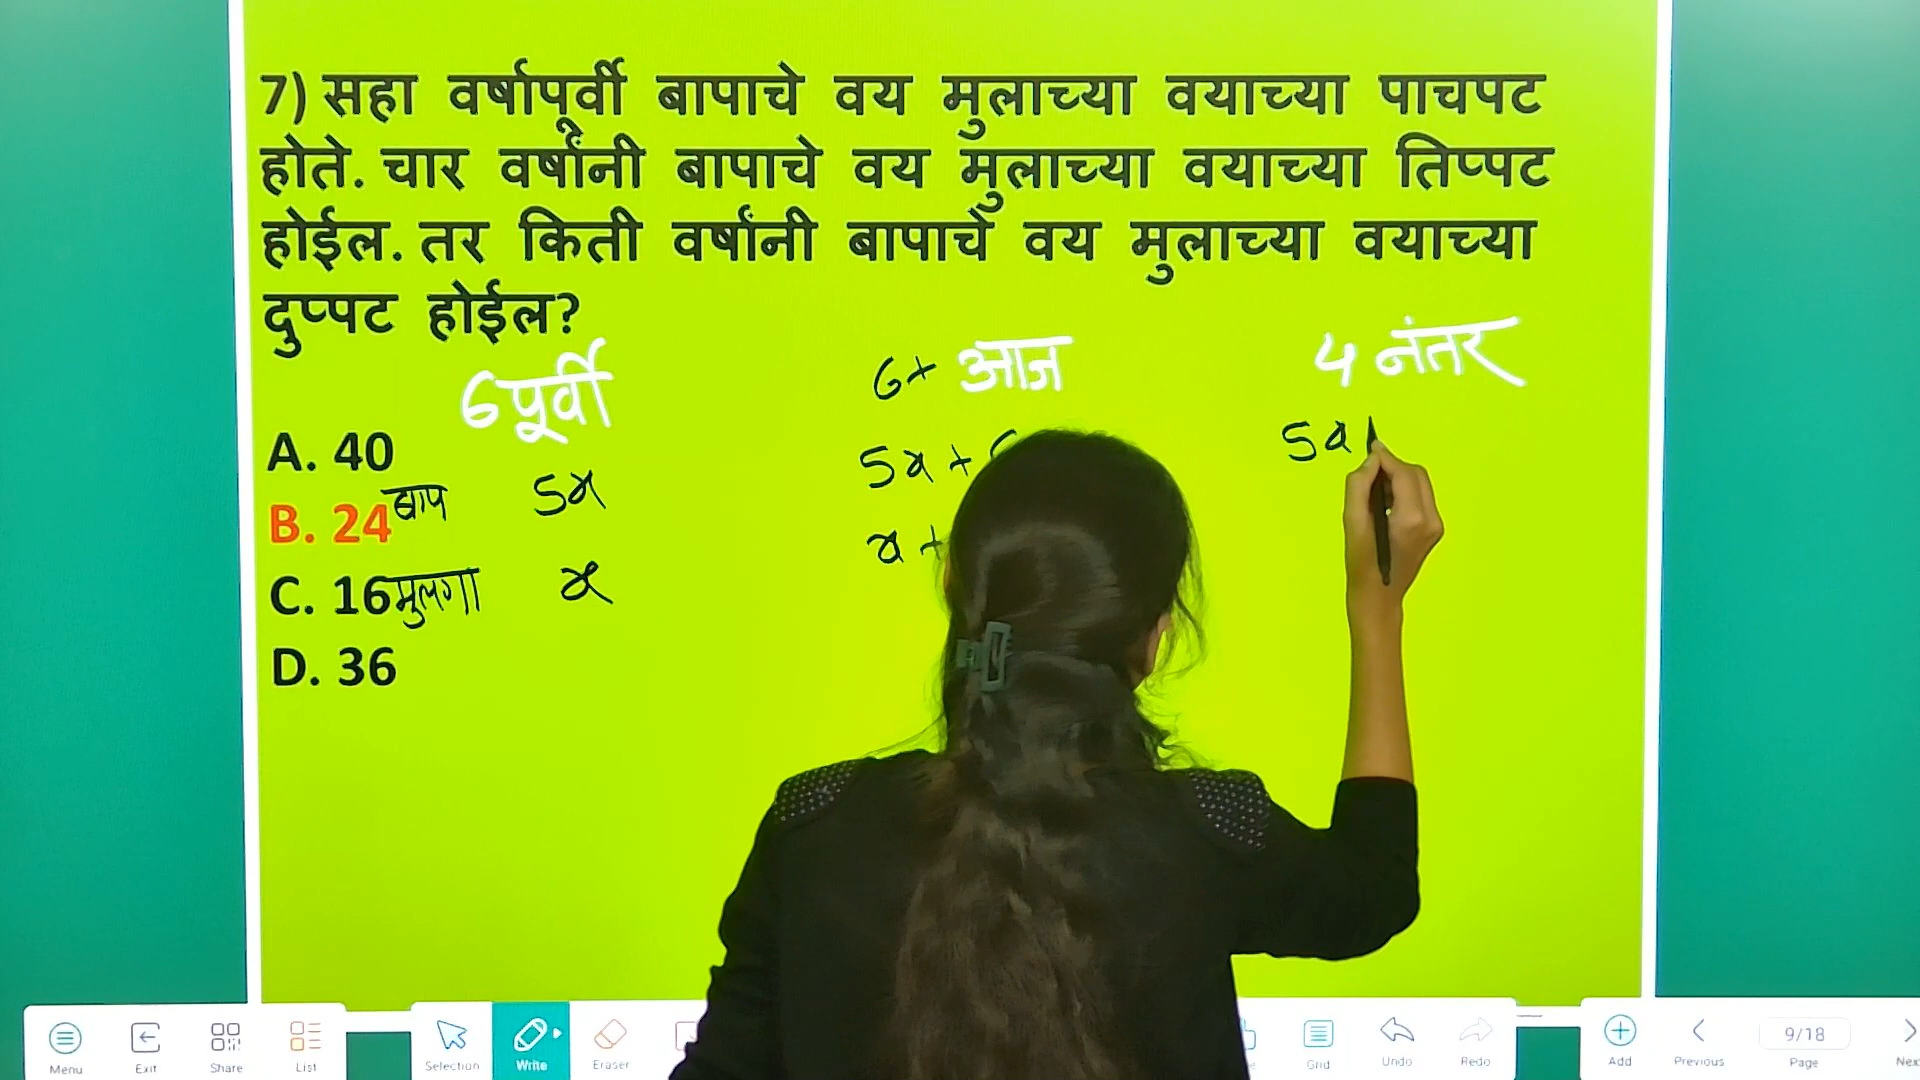 7) सहा वर्षापूर्वी बापाचे वय मुलाच्या वयाच्या पाचपट
होते. चार वर्षांनी बापाचे वय मुलाच्या वयाच्या तिप्पट
होईल. तर किती वर्षांनी बापाचे वय मुलाच्या वयाच्या
दुप्पट होईल?
6पूर्वी 6+ आज 4 नंतर
A. 40
बाप 5x 5x + 5x
B. 24
मुलगा x x +
C. 16
D. 36
Menu Exit Share List Selection Write Eraser Grid Undo Redo Add Previous 9/18 Page